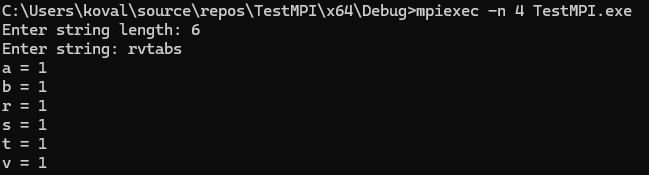 C:\Users\koval\source\repos\TestMPI\x64\Debug>mpiexec -n 4 TestMPI.exe
Enter string length: 6
Enter string: rvtabs
a = 1
b = 1
r = 1
s = 1
t = 1
v = 1